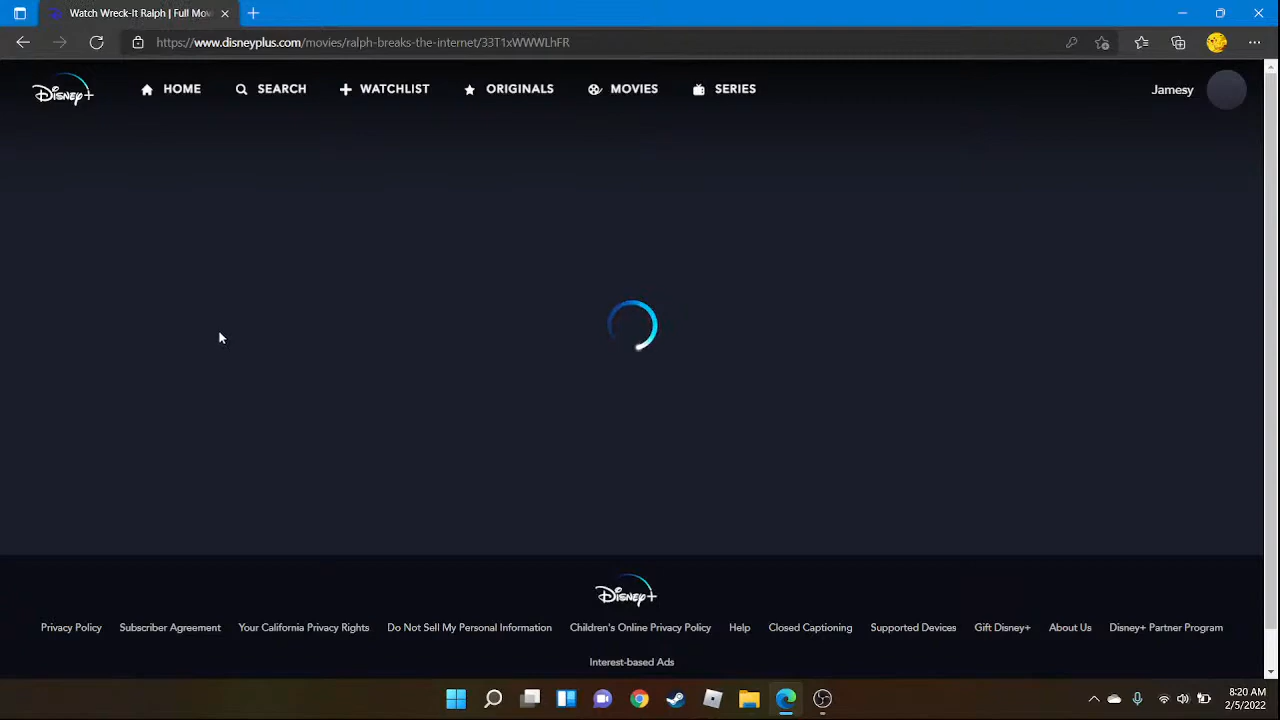 Watch Wreck-It Ralph | Full Mov
https://www.disneyplus.com/movies/ralph-breaks-the-internet/33T1xWWWLhFR
Disney+ HOME SEARCH WATCHLIST ORIGINALS MOVIES SERIES Jamesy
Disney+
Privacy Policy Subscriber Agreement Your California Privacy Rights Do Not Sell My Personal Information Children's Online Privacy Policy Help Closed Captioning Supported Devices Gift Disney+ About Us Disney+ Partner Program
Interest-based Ads
8:20 AM
2/5/2022